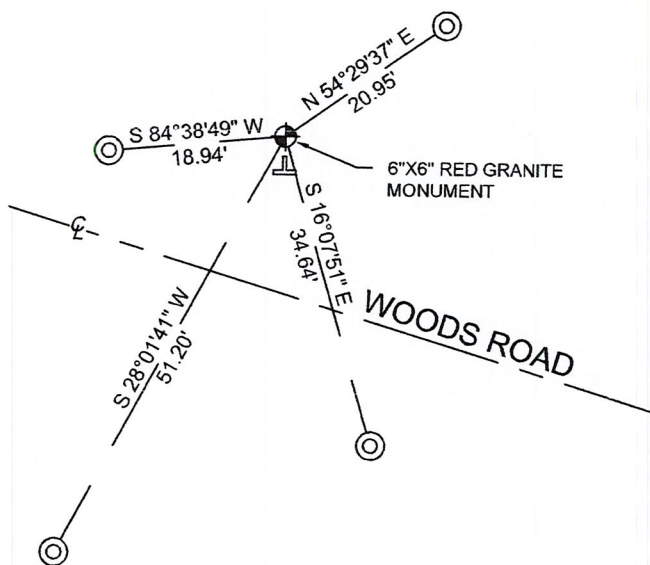 N 54°29'37" E
20.95'
S 84°38'49" W
18.94'
6"X6" RED GRANITE
MONUMENT
S 16°07'51" E
34.64'
℄
WOODS ROAD
S 28°01'41" W
51.20'